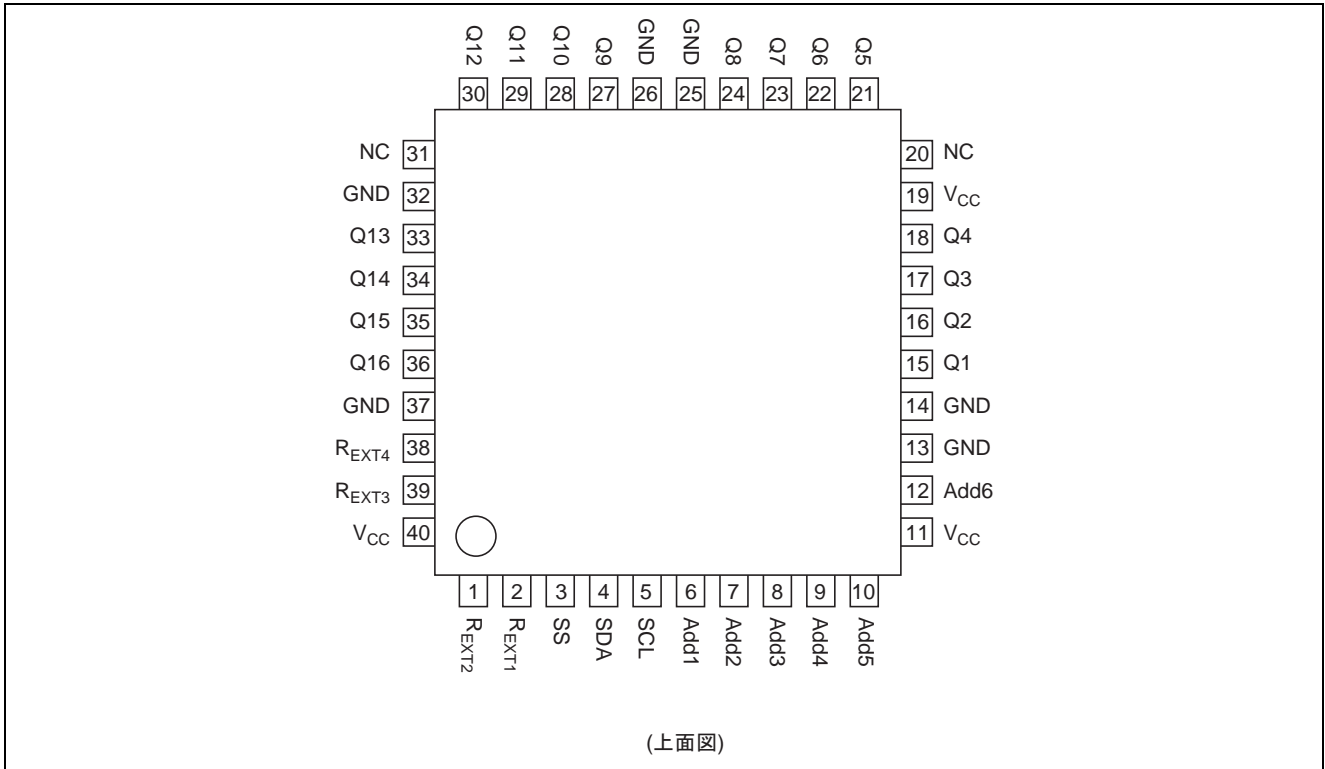 Q12 Q11 Q10 Q9 GND GND Q8 Q7 Q6 Q5
30 29 28 27 26 25 24 23 22 21
NC 31 20 NC
GND 32 19 VCC
Q13 33 18 Q4
Q14 34 17 Q3
Q15 35 16 Q2
Q16 36 15 Q1
GND 37 14 GND
REXT4 38 13 GND
REXT3 39 12 Add6
VCC 40 11 VCC
1 2 3 4 5 6 7 8 9 10
REXT2 REXT1 SS SDA SCL Add1 Add2 Add3 Add4 Add5
(上面図)